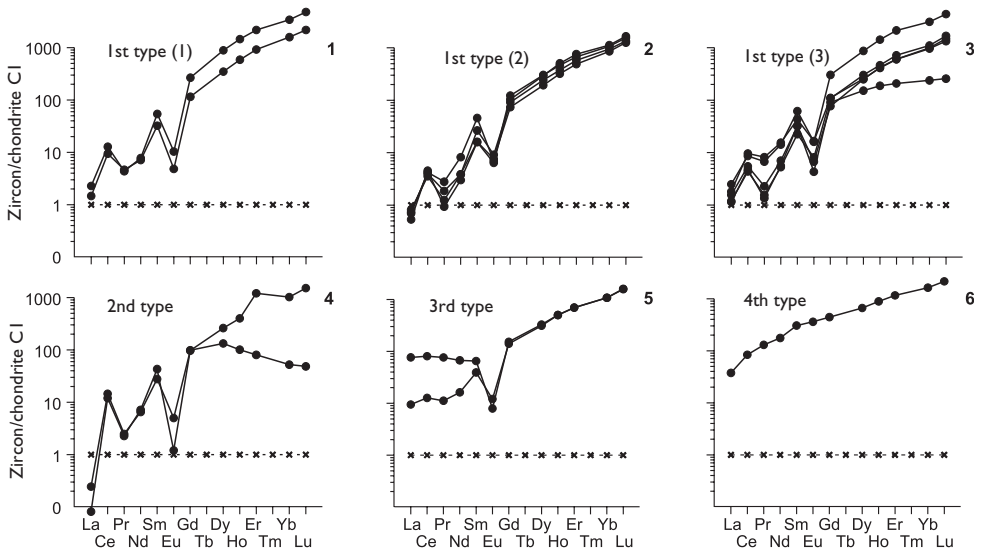 1st type (1)
1
1st type (2)
2
1st type (3)
3
Zircon/chondrite C1
1000
100
10
1
0
2nd type
4
3rd type
5
4th type
6
Zircon/chondrite C1
1000
100
10
1
0
La Pr Sm Gd Dy Er Yb
Ce Nd Eu Tb Ho Tm Lu
La Pr Sm Gd Dy Er Yb
Ce Nd Eu Tb Ho Tm Lu
La Pr Sm Gd Dy Er Yb
Ce Nd Eu Tb Ho Tm Lu